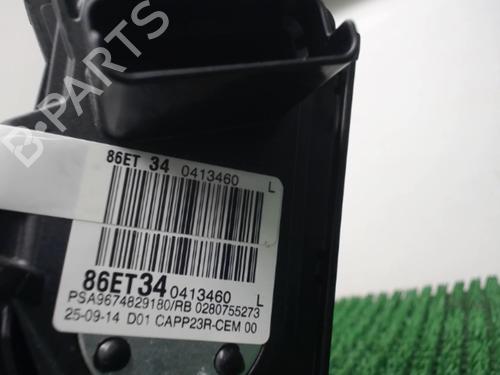 B-PARTS
86ET 34 0413460 L
86ET34 0413460 L
PSA9674829180/RB 0280755273
25-09-14 D01 CAPP23R-CEM 00